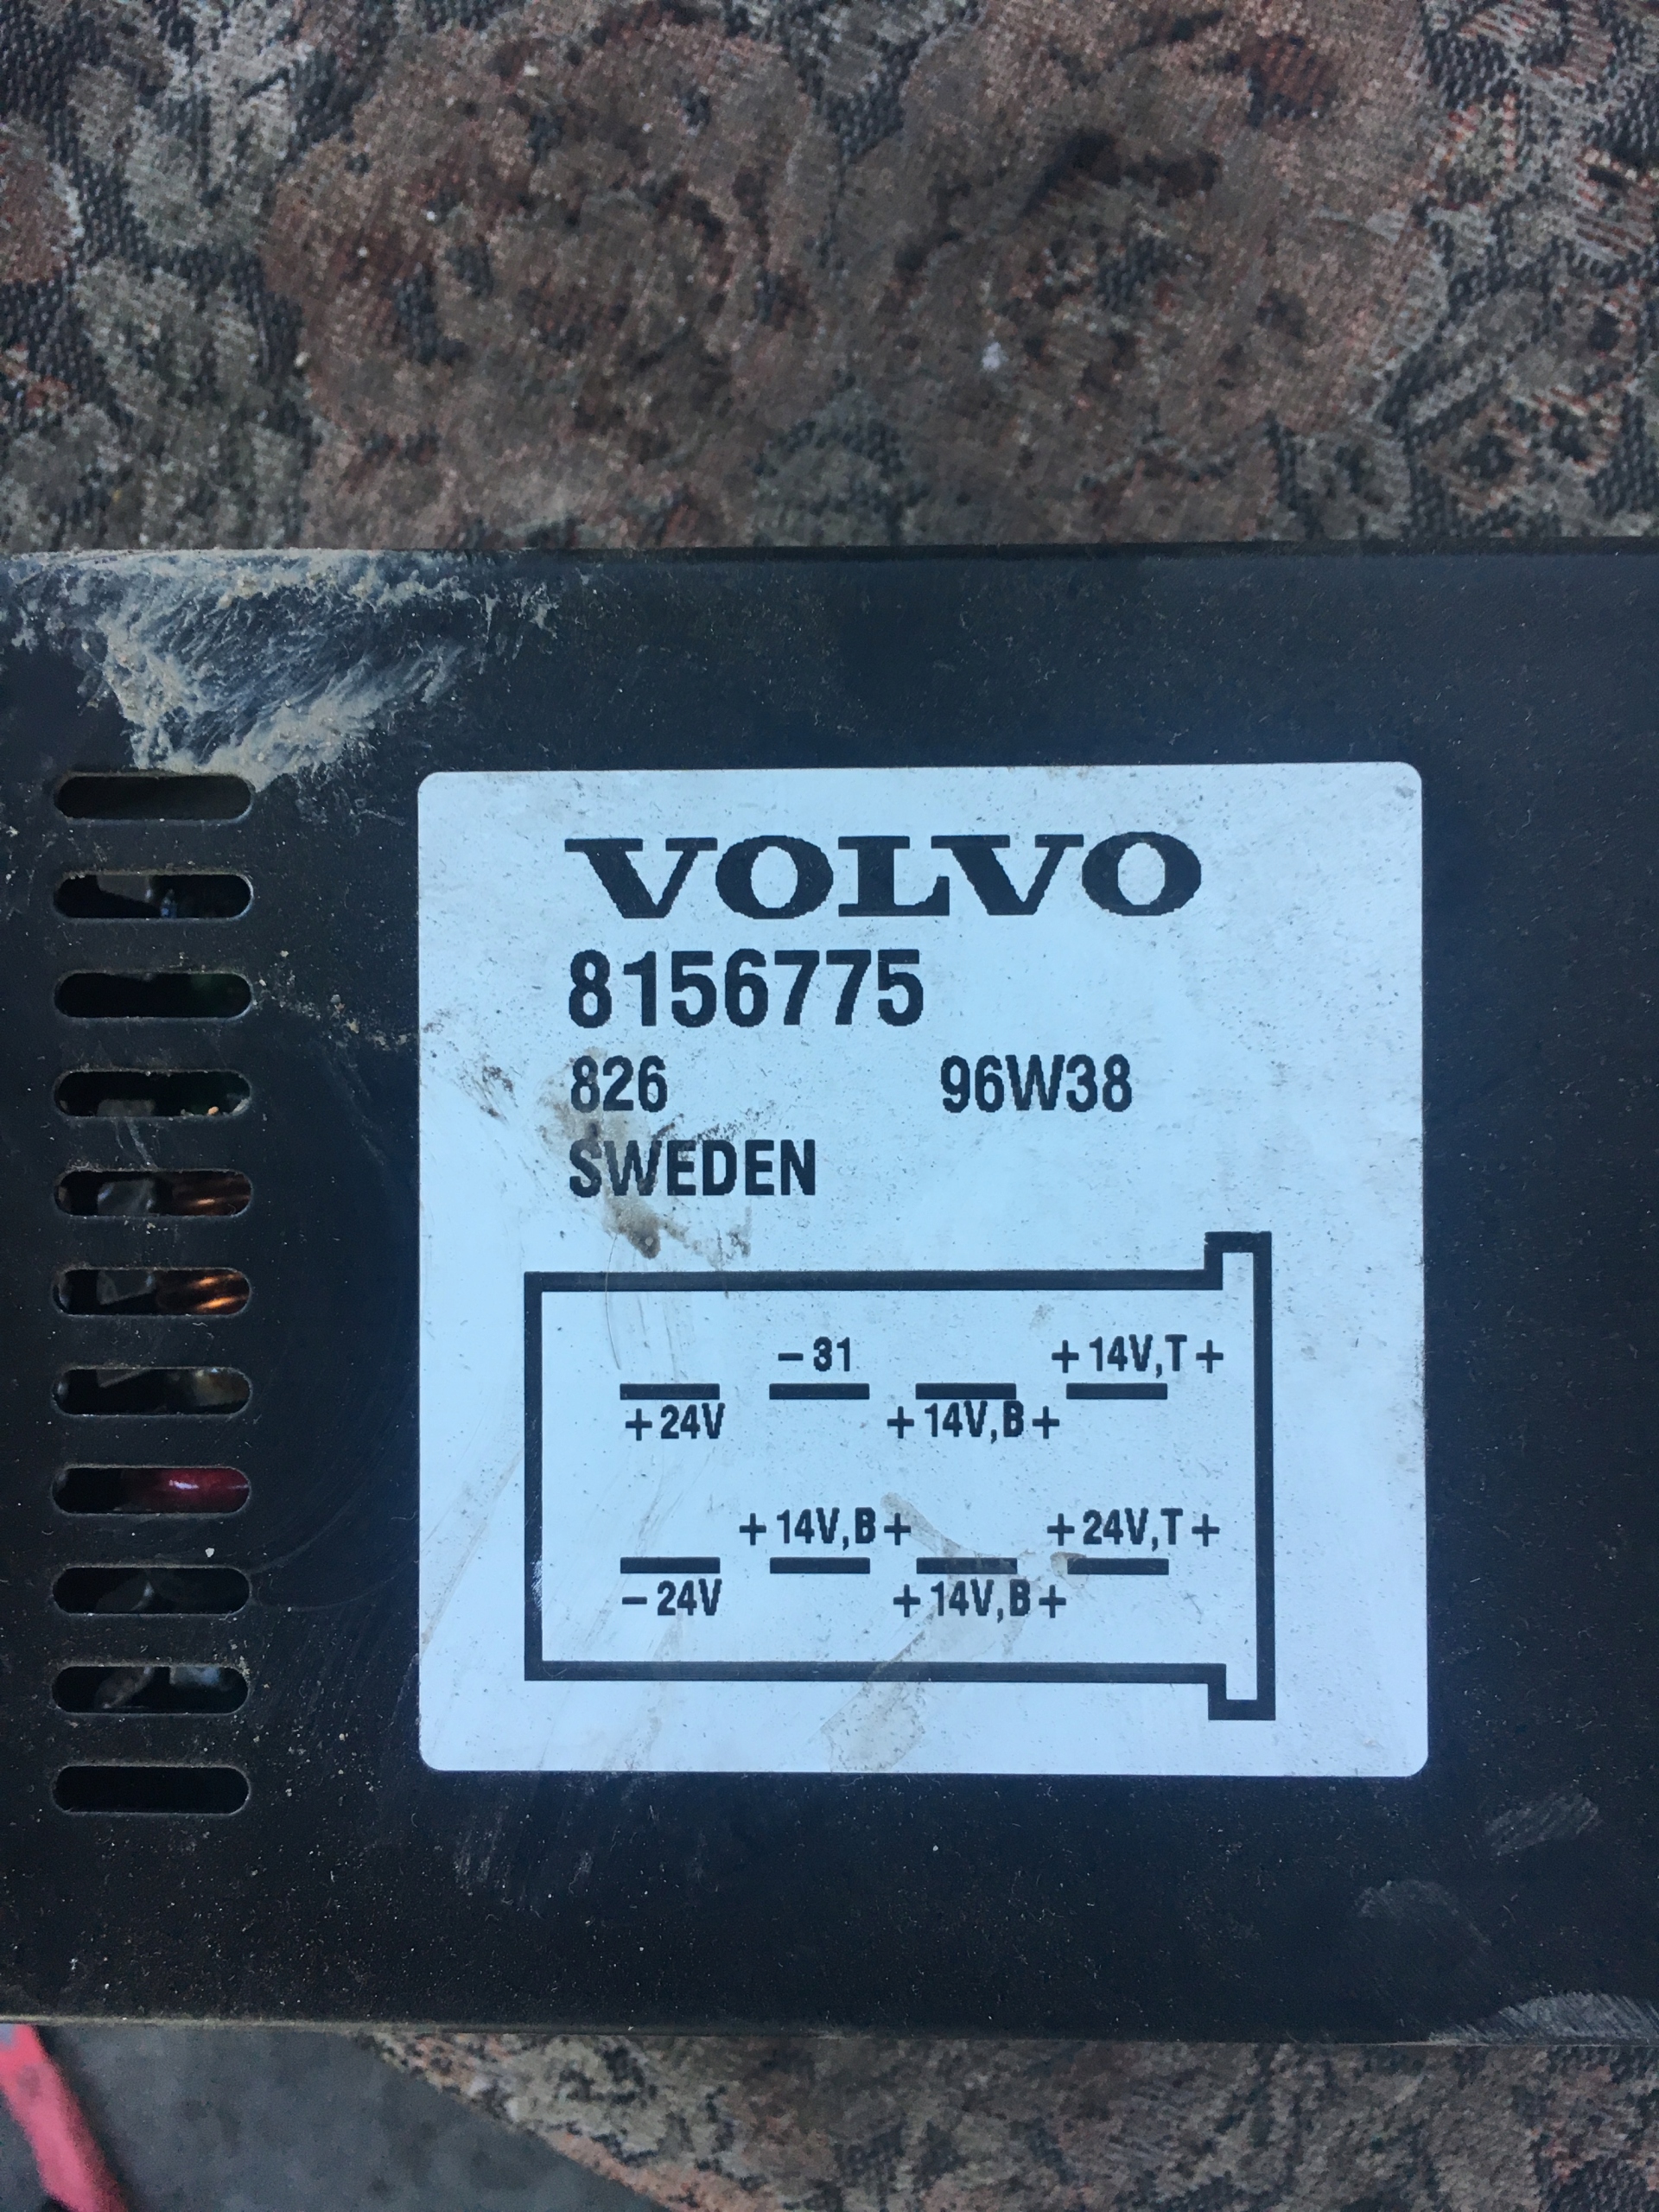 VOLVO
8156775
826 96W38
SWEDEN
-31 +14V,T+
+24V +14V,B+
+14V,B+ +24V,T+
-24V +14V,B+